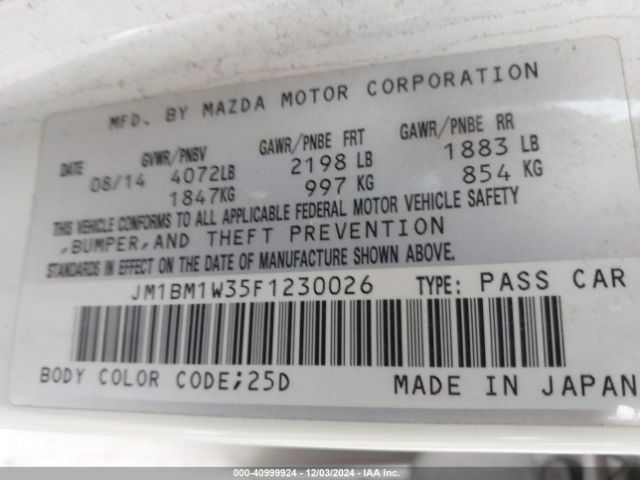 MFD. BY MAZDA MOTOR CORPORATION
DATE GVWR/PNBV GAWR/PNBE FRT GAWR/PNBE RR
08/14 4072LB 2198 LB 1883 LB
1847KG 997 KG 854 KG
THIS VEHICLE CONFORMS TO ALL APPLICABLE FEDERAL MOTOR VEHICLE SAFETY
,BUMPER,AND THEFT PREVENTION
STANDARDS IN EFFECT ON THE DATE OF MANUFACTURE SHOWN ABOVE.
JM1BM1W35F1230026 TYPE: PASS CAR
BODY COLOR CODE;25D MADE IN JAPAN
000-40999924 - 12/03/2024 - IAA Inc.